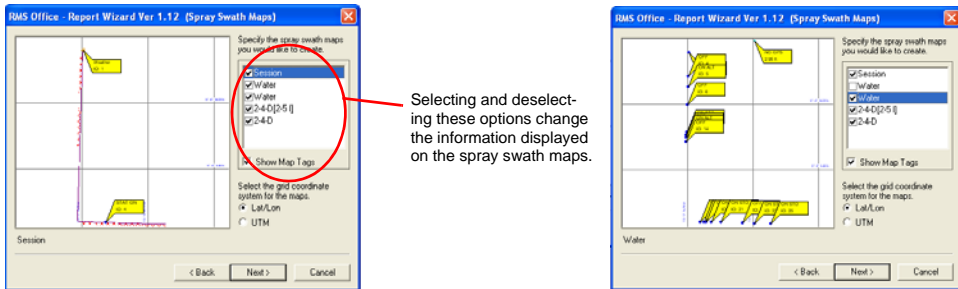 RMS Office - Report Wizard Ver 1.12 (Spray Swath Maps)
Specify the spray swath maps
you would like to create.
Session
Water
Water
2-4-D[2-5 l]
2-4-D
Show Map Tags
Select the grid coordinate
system for the maps.
Lat/Lon
UTM
Session
< Back
Next >
Cancel
Selecting and deselect-
ing these options change
the information displayed
on the spray swath maps.
RMS Office - Report Wizard Ver 1.12 (Spray Swath Maps)
Specify the spray swath maps
you would like to create.
Session
Water
Water
2-4-D[2-5 l]
2-4-D
Show Map Tags
Select the grid coordinate
system for the maps.
Lat/Lon
UTM
Water
< Back
Next >
Cancel